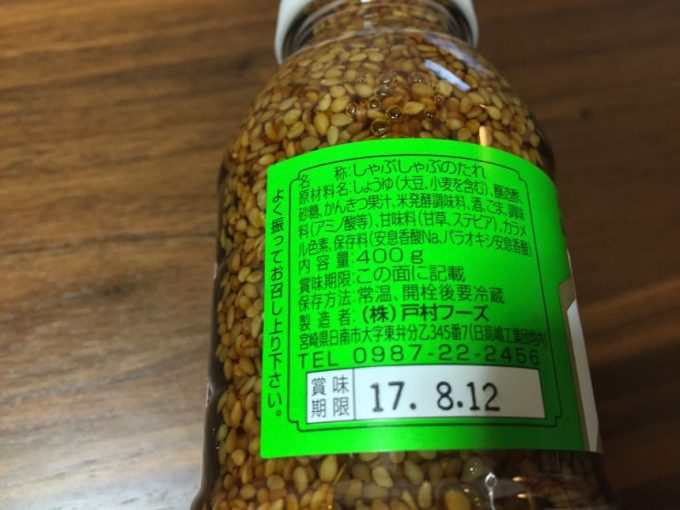 名　称:しゃぶしゃぶのたれ
原材料名:しょうゆ(大豆、小麦を含む)、醸造酢、
砂糖、かんきつ果汁、米発酵調味料、酒、ごま、調味
料(アミノ酸等)、甘味料(甘草、ステビア)、カラメ
ル色素、保存料(安息香酸Na、パラオキシ安息香酸)
内容量:400g
賞味期限:この面に記載
保存方法:常温、開栓後要冷蔵
製造者:(株)戸村フーズ
宮崎県日南市大字東弁分乙345番7(日高嶋工業団地内)
TEL 0987-22-2456
賞味期限 17. 8.12
よく振ってお召し上り下さい。